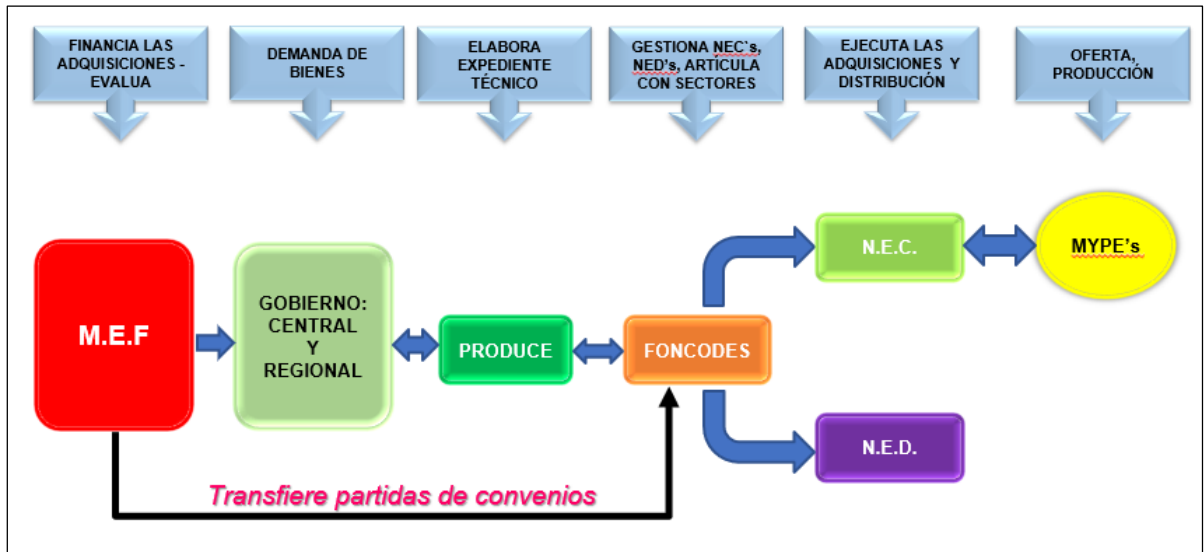 FINANCIA LAS
ADQUISICIONES -
EVALUA
DEMANDA DE
BIENES
ELABORA
EXPEDIENTE
TÉCNICO
GESTIONA NEC`s,
NED's, ARTÍCULA
CON SECTORES
EJECUTA LAS
ADQUISICIONES Y
DISTRIBUCIÓN
OFERTA,
PRODUCCIÓN
M.E.F
GOBIERNO:
CENTRAL
Y
REGIONAL
PRODUCE
FONCODES
N.E.C.
MYPE's
N.E.D.
Transfiere partidas de convenios